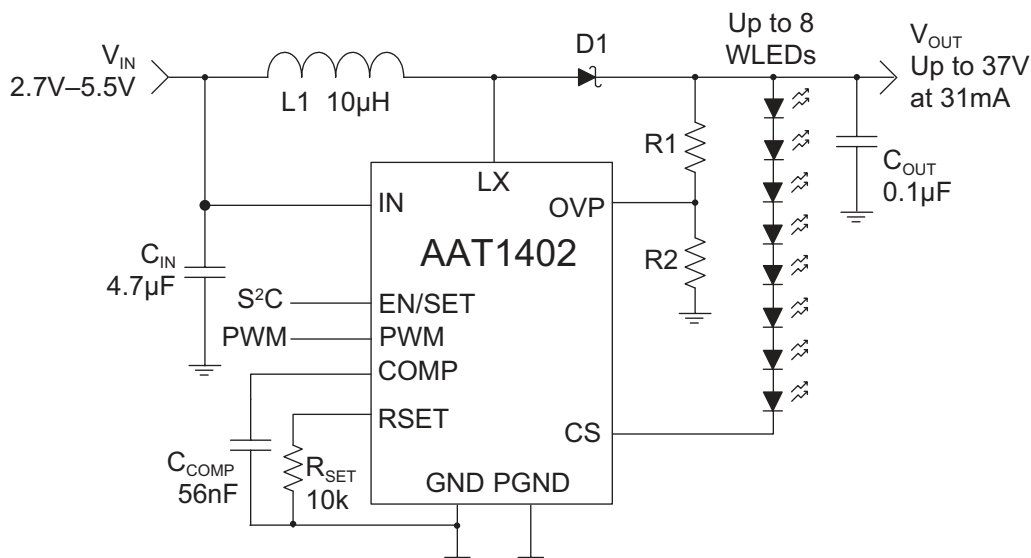 V_IN
2.7V–5.5V
L1 10µH
D1
Up to 8
WLEDs
V_OUT
Up to 37V
at 31mA
R1
C_OUT
0.1µF
LX
IN
OVP
AAT1402
R2
C_IN
4.7µF
S²C
EN/SET
PWM
PWM
COMP
RSET
CS
C_COMP
56nF
R_SET
10k
GND PGND